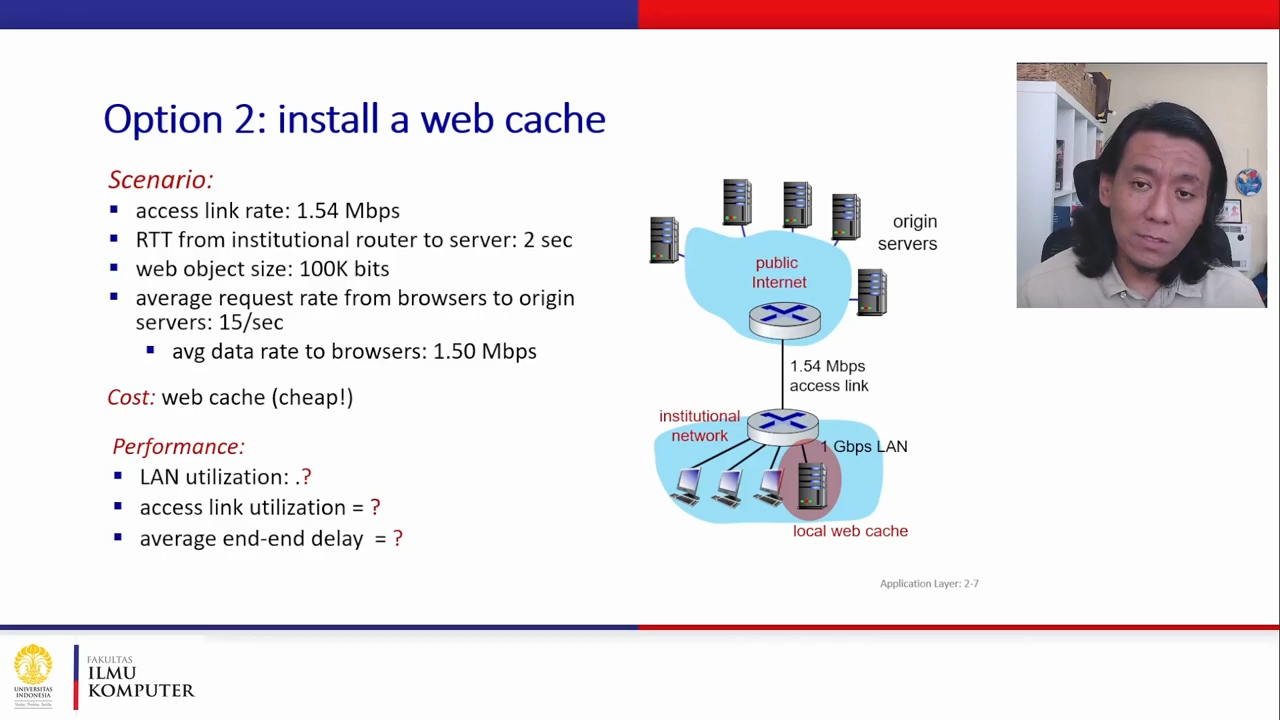 Option 2: install a web cache
Scenario:
access link rate: 1.54 Mbps
RTT from institutional router to server: 2 sec
web object size: 100K bits
average request rate from browsers to origin
servers: 15/sec
avg data rate to browsers: 1.50 Mbps
Cost: web cache (cheap!)
Performance:
LAN utilization: .?
access link utilization = ?
average end-end delay = ?
origin
servers
public
Internet
1.54 Mbps
access link
institutional
network
1 Gbps LAN
local web cache
Application Layer: 2-7
UNIVERSITAS
INDONESIA
FAKULTAS
ILMU
KOMPUTER